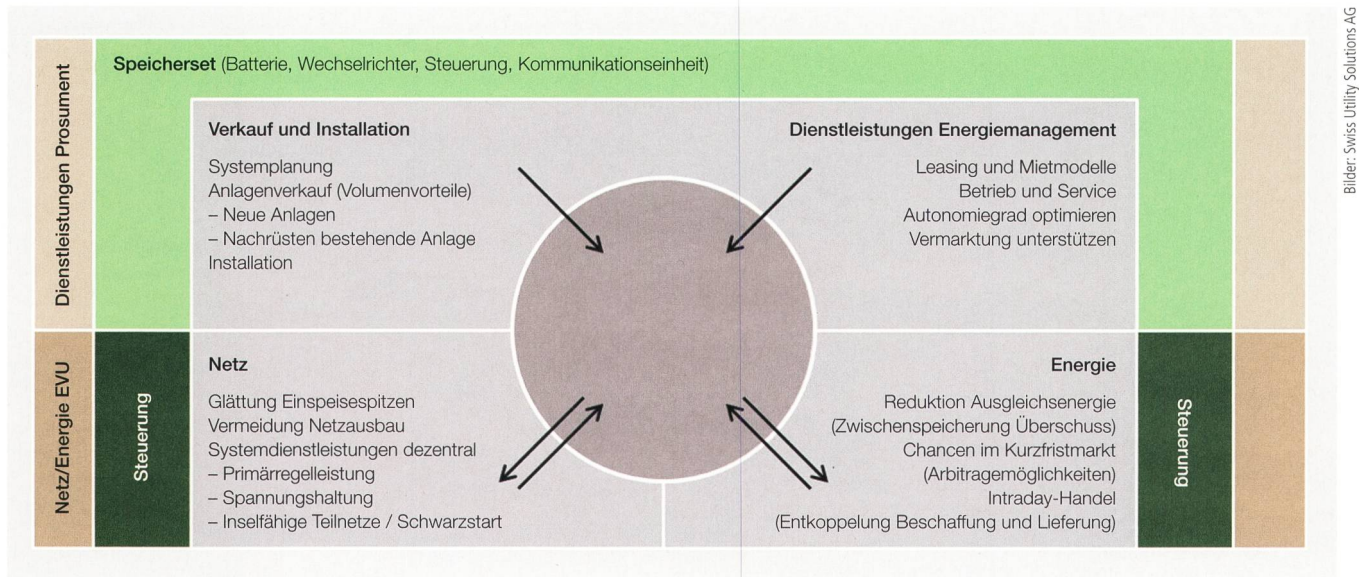 Speicherset (Batterie, Wechselrichter, Steuerung, Kommunikationseinheit)
Dienstleistungen Prosument
Verkauf und Installation
Systemplanung
Anlagenverkauf (Volumenvorteile)
– Neue Anlagen
– Nachrüsten bestehende Anlage
Installation
Dienstleistungen Energiemanagement
Leasing und Mietmodelle
Betrieb und Service
Autonomiegrad optimieren
Vermarktung unterstützen
Netz/Energie EVU
Steuerung
Netz
Glättung Einspeisespitzen
Vermeidung Netzausbau
Systemdienstleistungen dezentral
– Primärregelleistung
– Spannungshaltung
– Inselfähige Teilnetze / Schwarzstart
Energie
Reduktion Ausgleichsenergie
(Zwischenspeicherung Überschuss)
Chancen im Kurzfristmarkt
(Arbitragemöglichkeiten)
Intraday-Handel
(Entkoppelung Beschaffung und Lieferung)
Steuerung
Bilder: Swiss Utility Solutions AG